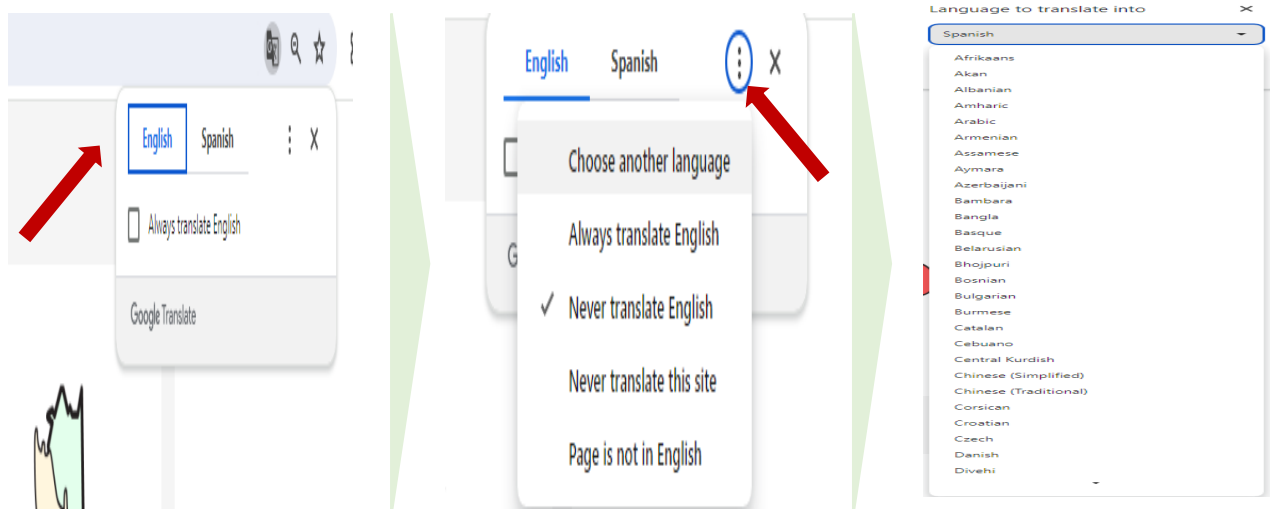 English Spanish
Always translate English
Google Translate
English Spanish
Choose another language
Always translate English
G
Never translate English
Never translate this site
Page is not in English
Language to translate into
Spanish
Afrikaans
Akan
Albanian
Amharic
Arabic
Armenian
Assamese
Aymara
Azerbaijani
Bambara
Bangla
Basque
Belarusian
Bhojpuri
Bosnian
Bulgarian
Burmese
Catalan
Cebuano
Central Kurdish
Chinese (Simplified)
Chinese (Traditional)
Corsican
Croatian
Czech
Danish
Divehi